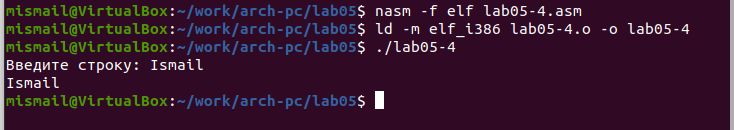 mismail@VirtualBox:~/work/arch-pc/lab05$ nasm -f elf lab05-4.asm
mismail@VirtualBox:~/work/arch-pc/lab05$ ld -m elf_i386 lab05-4.o -o lab05-4
mismail@VirtualBox:~/work/arch-pc/lab05$ ./lab05-4
Введите строку: Ismail
Ismail
mismail@VirtualBox:~/work/arch-pc/lab05$